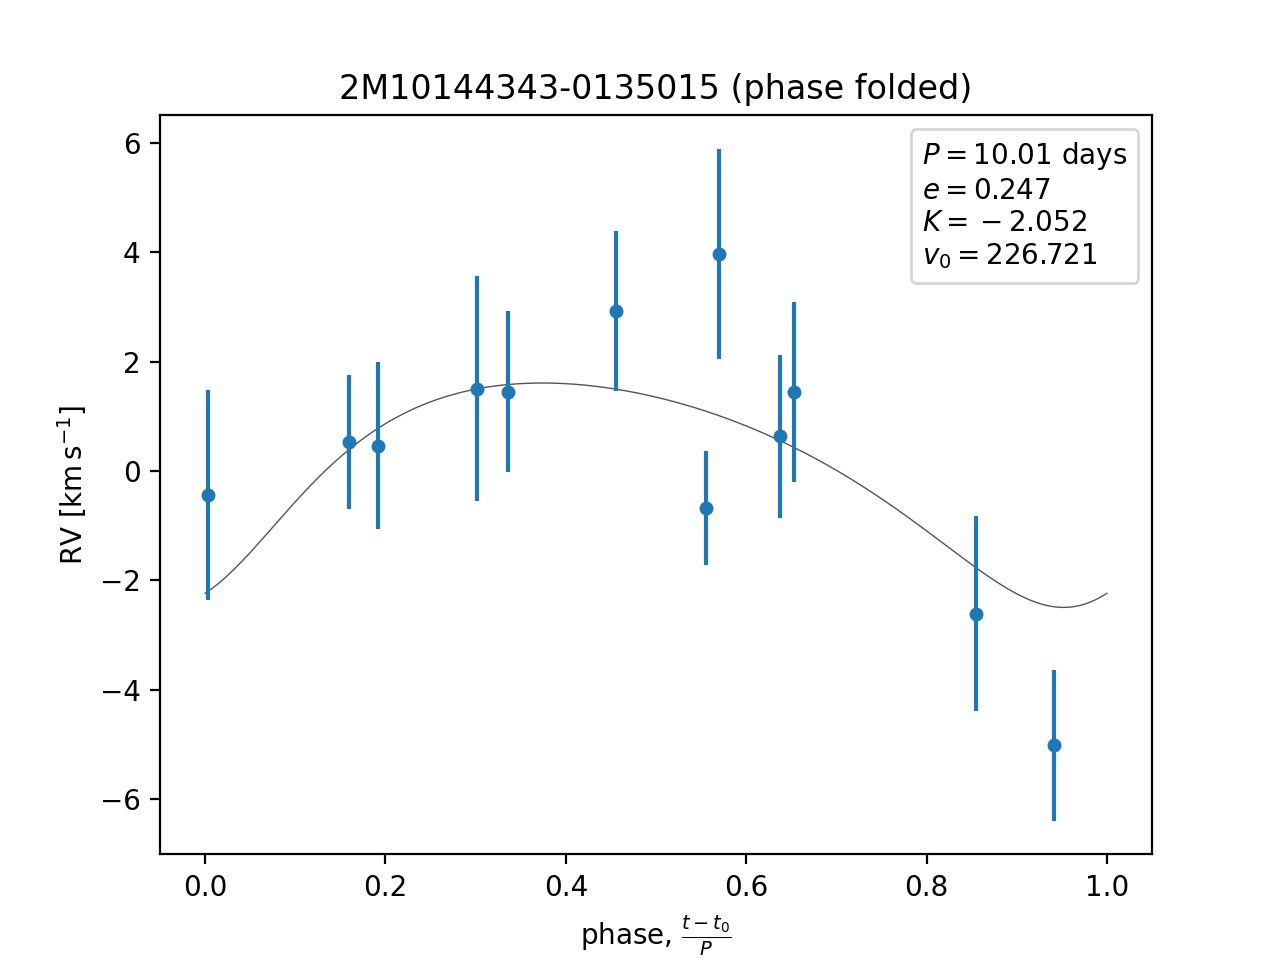 2M10144343-0135015 (phase folded)
P = 10.01 days
e = 0.247
K = −2.052
v₀ = 226.721
RV [km s⁻¹]
6
4
2
0
−2
−4
−6
0.0 0.2 0.4 0.6 0.8 1.0
phase, (t − t₀)/P